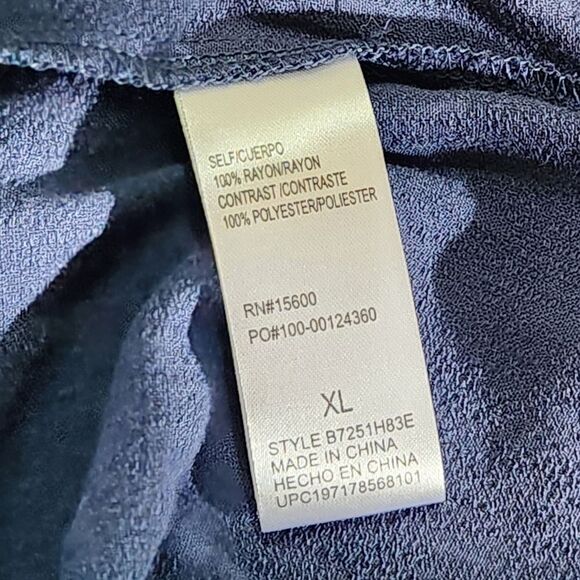 SELF/CUERPO
100% RAYON/RAYON
CONTRAST /CONTRASTE
100% POLYESTER/POLIESTER
RN#15600
PO#100-00124360
XL
STYLE B7251H83E
MADE IN CHINA
HECHO EN CHINA
UPC197178568101